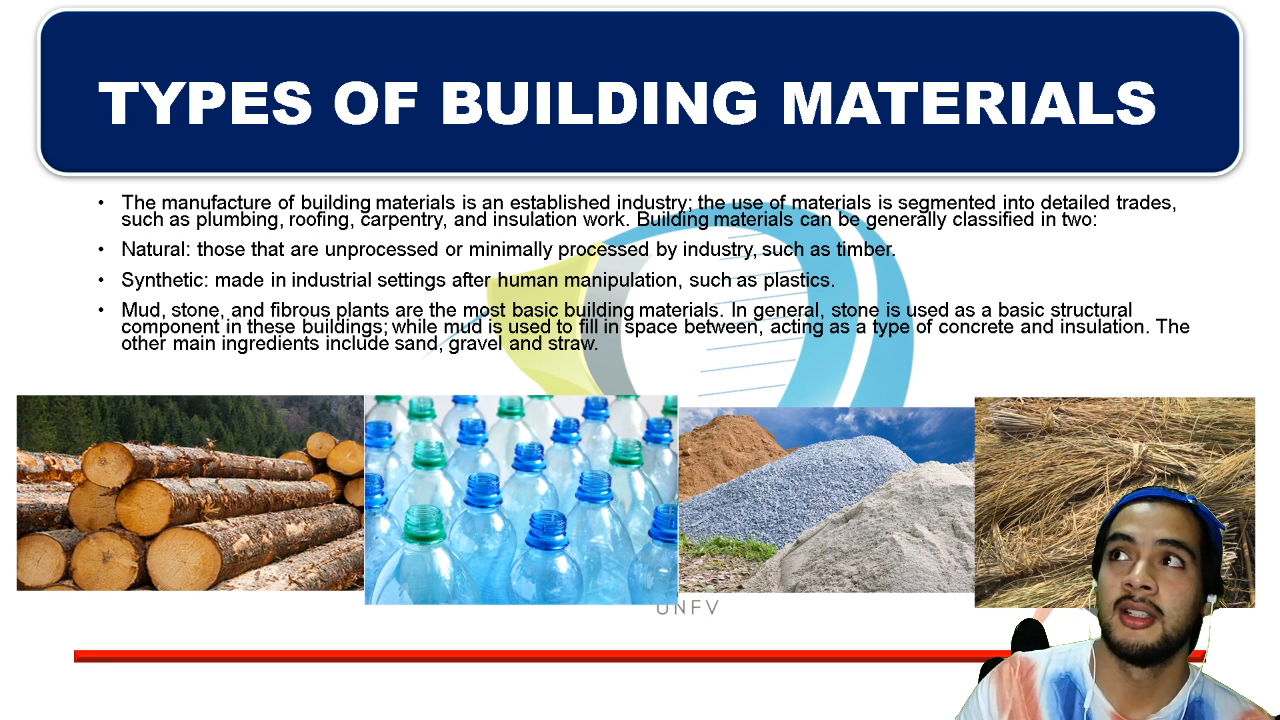 TYPES OF BUILDING MATERIALS
• The manufacture of building materials is an established industry; the use of materials is segmented into detailed trades,
such as plumbing, roofing, carpentry, and insulation work. Building materials can be generally classified in two:
• Natural: those that are unprocessed or minimally processed by industry, such as timber.
• Synthetic: made in industrial settings after human manipulation, such as plastics.
• Mud, stone, and fibrous plants are the most basic building materials. In general, stone is used as a basic structural
component in these buildings; while mud is used to fill in space between, acting as a type of concrete and insulation. The
other main ingredients include sand, gravel and straw.
UNFV